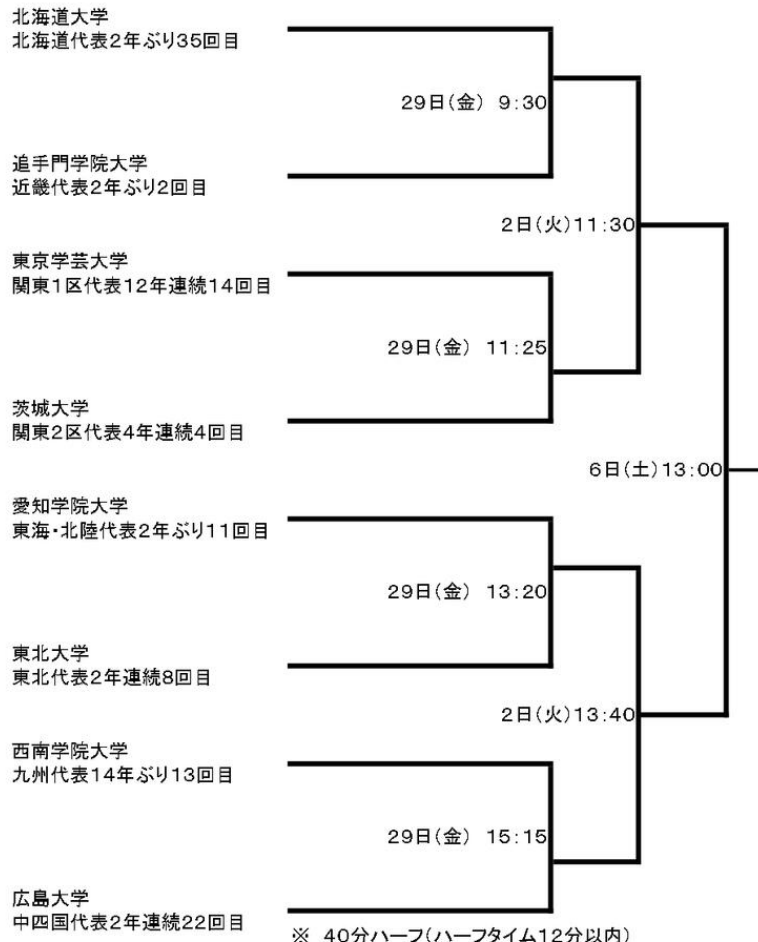 北海道大学
北海道代表2年ぶり35回目
29日(金) 9:30
追手門学院大学
近畿代表2年ぶり2回目
2日(火)11:30
東京学芸大学
関東1区代表12年連続14回目
29日(金) 11:25
茨城大学
関東2区代表4年連続4回目
6日(土)13:00
愛知学院大学
東海・北陸代表2年ぶり11回目
29日(金) 13:20
東北大学
東北代表2年連続8回目
2日(火)13:40
西南学院大学
九州代表14年ぶり13回目
29日(金) 15:15
広島大学
中四国代表2年連続22回目
※ 40分ハーフ(ハーフタイム12分以内)